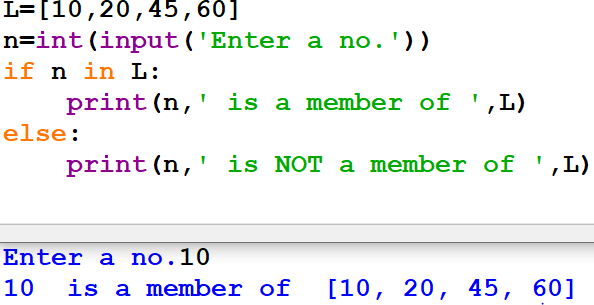 L=[10,20,45,60]
n=int(input('Enter a no.'))
if n in L:
    print(n,' is a member of ',L)
else:
    print(n,' is NOT a member of ',L)
Enter a no.10
10  is a member of  [10, 20, 45, 60]